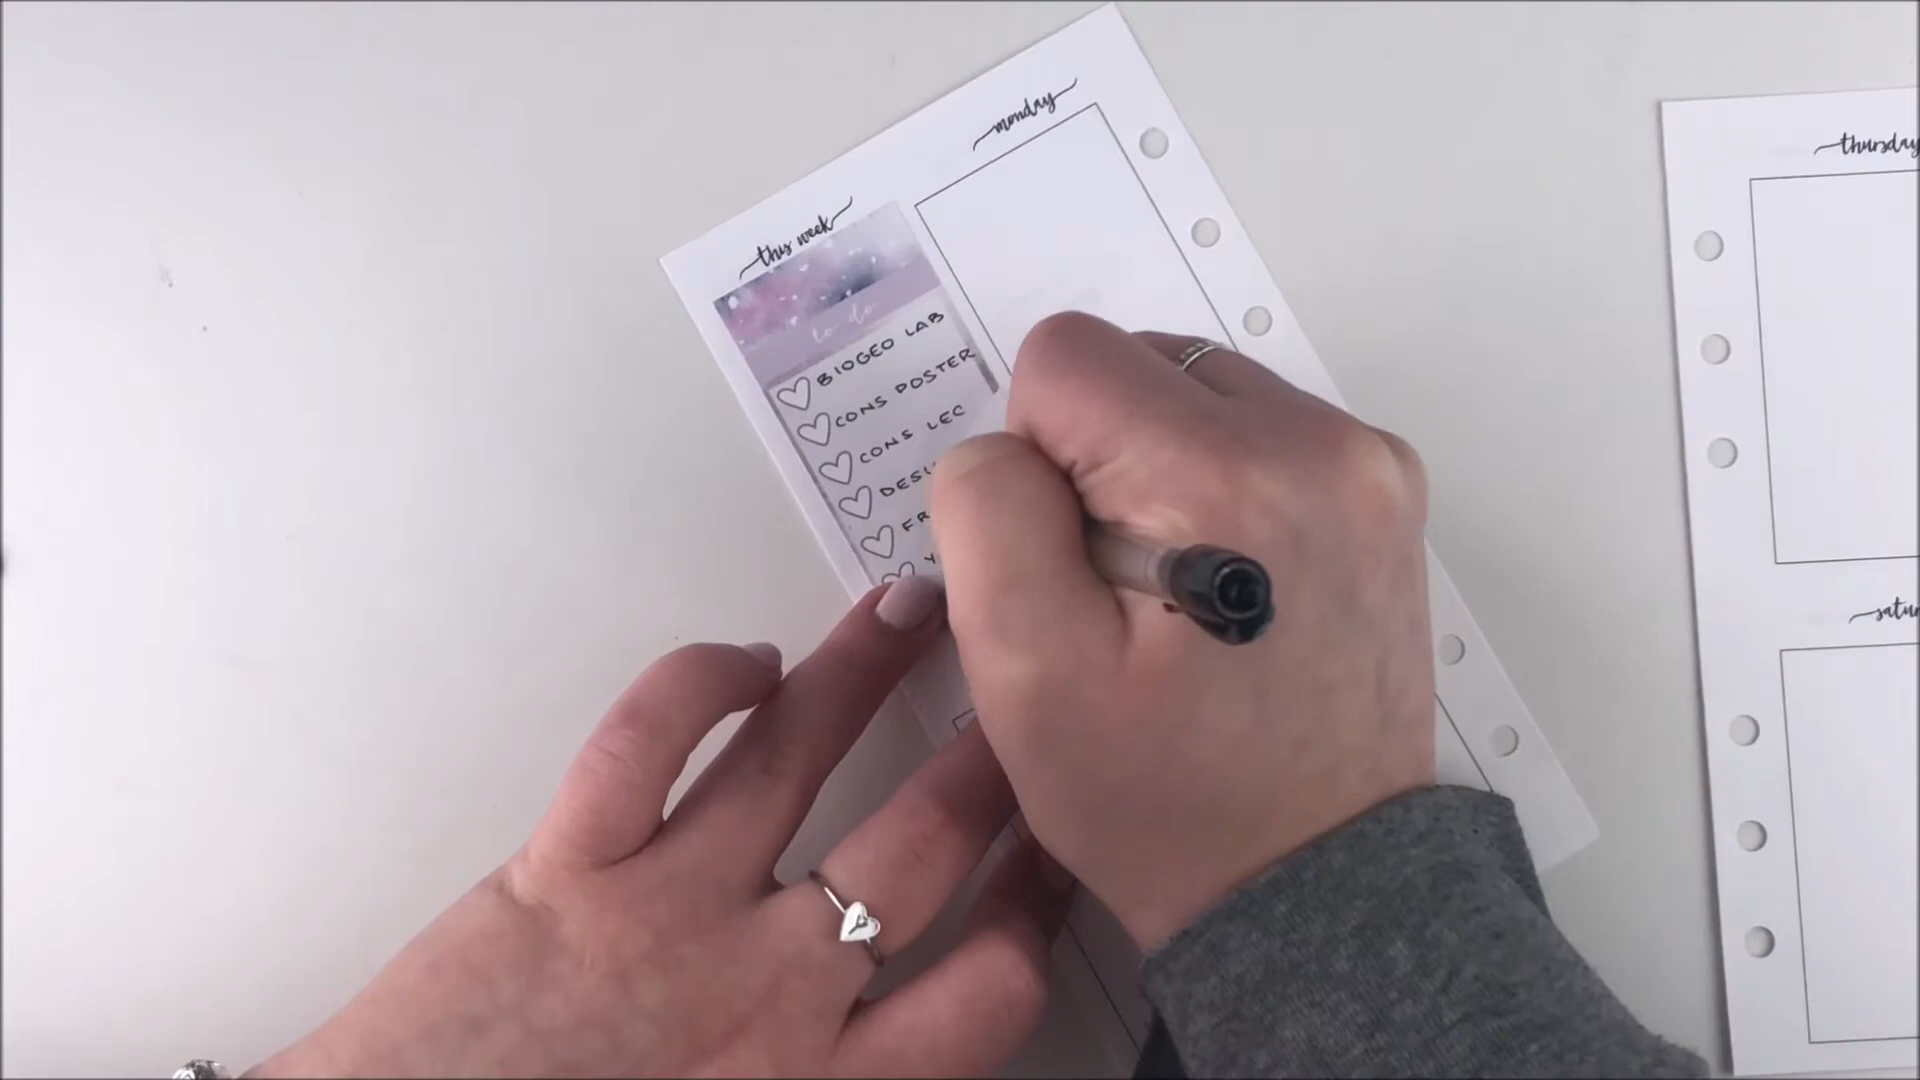 monday
this week
to do
BIOGEO LAB
CONS POSTER
CONS LEC
thursday